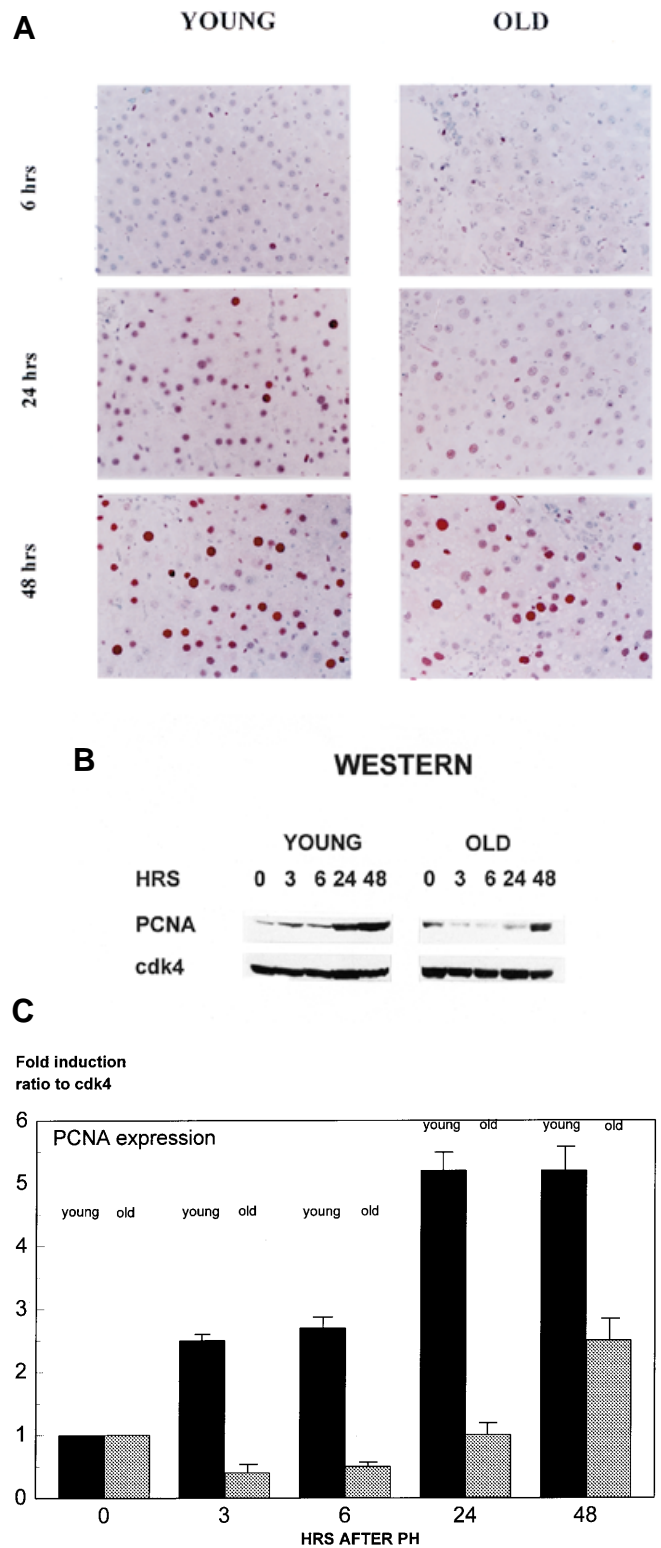 A
YOUNG OLD
6 hrs
24 hrs
48 hrs
B
WESTERN
YOUNG OLD
HRS 0 3 6 24 48 0 3 6 24 48
PCNA
cdk4
C
Fold induction
ratio to cdk4
6
PCNA expression
young old young old
5
young old young old young old
4
3
2
1
0
0 3 6 24 48
HRS AFTER PH